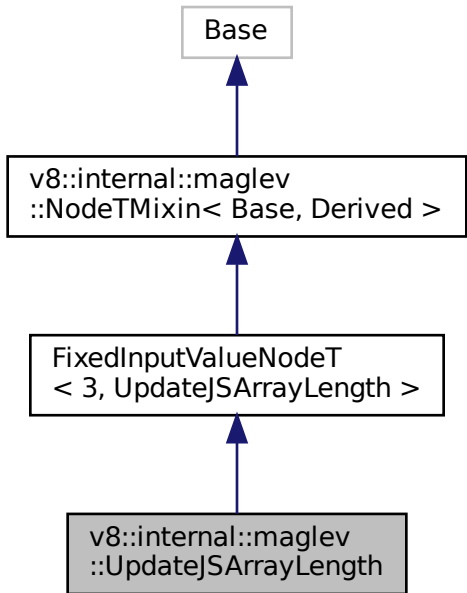 Base
v8::internal::maglev
::NodeTMixin< Base, Derived >
FixedInputValueNodeT
< 3, UpdateJSArrayLength >
v8::internal::maglev
::UpdateJSArrayLength